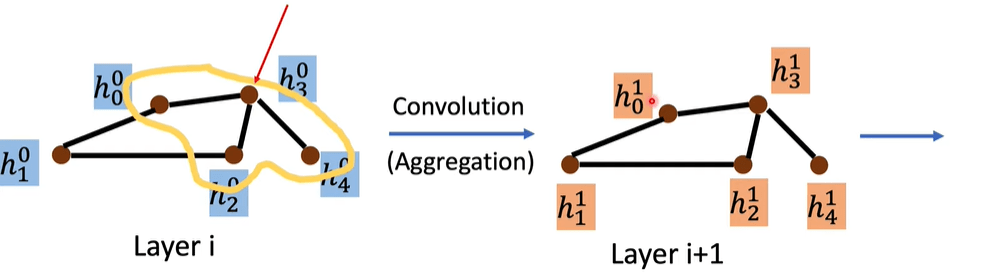 h_0^0
h_3^0
h_1^0
h_2^0
h_4^0
Layer i
Convolution
(Aggregation)
h_0^1
h_3^1
h_1^1
h_2^1
h_4^1
Layer i+1